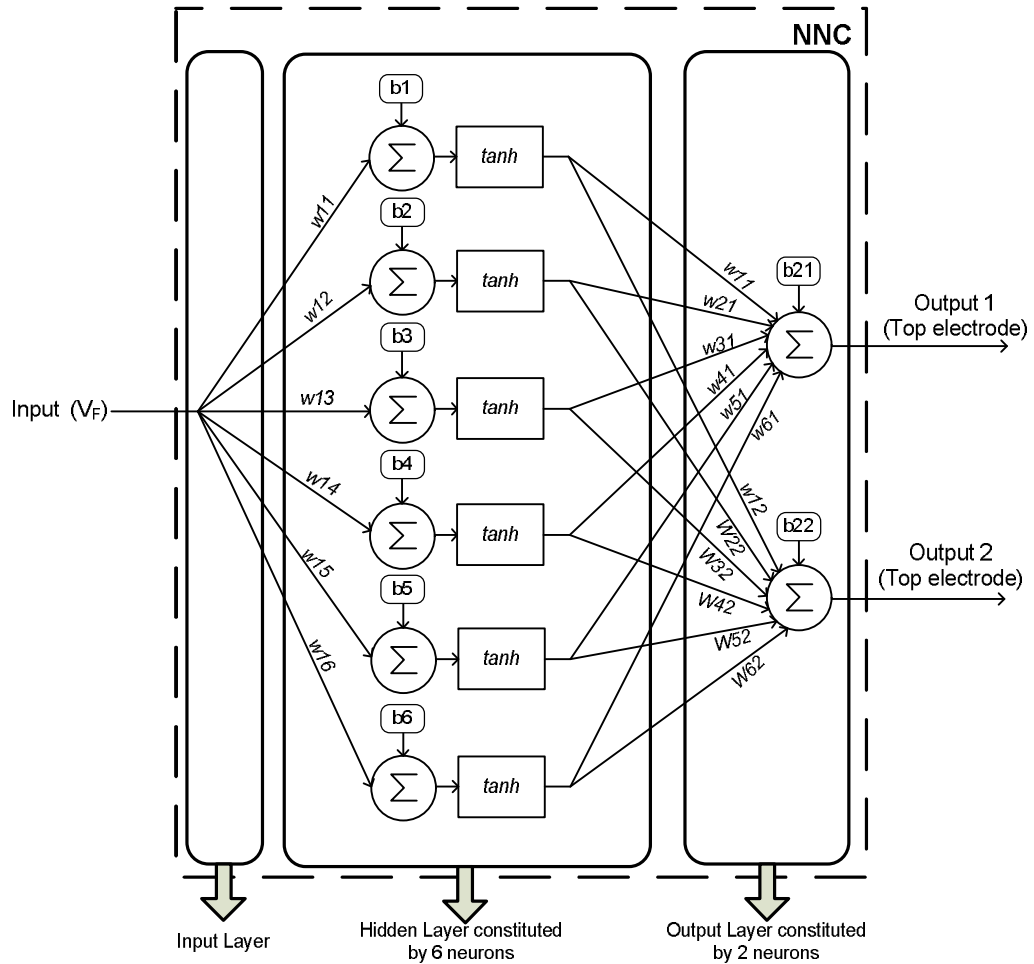 NNC
b1
Σ
tanh
w11
b2
Σ
tanh
w12
b3
Σ
tanh
w13
Input (V_F)
b4
Σ
tanh
w14
b5
Σ
tanh
w15
b6
Σ
tanh
w16
w11
w21
w31
w41
w51
w61
b21
Σ
Output 1
(Top electrode)
w12
W22
W32
W42
W52
W62
b22
Σ
Output 2
(Top electrode)
Input Layer
Hidden Layer constituted
by 6 neurons
Output Layer constituted
by 2 neurons